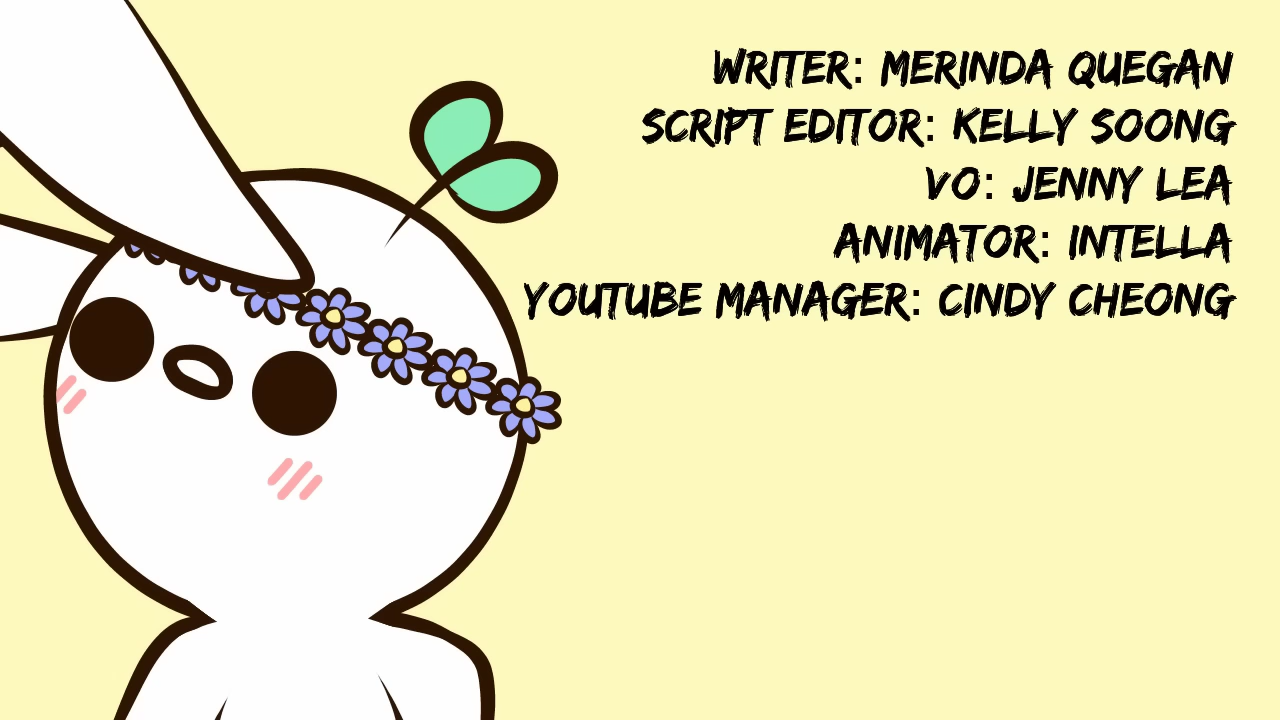 WRITER: MERINDA QUEGAN
SCRIPT EDITOR: KELLY SOONG
VO: JENNY LEA
ANIMATOR: INTELLA
YOUTUBE MANAGER: CINDY CHEONG